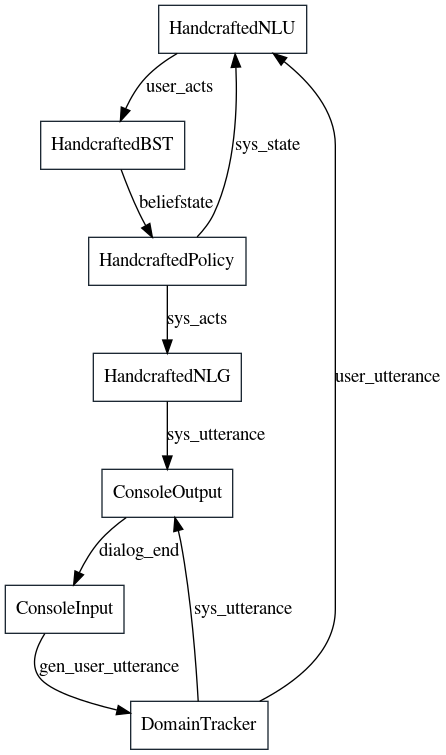 HandcraftedNLU
user_acts
HandcraftedBST
sys_state
beliefstate
HandcraftedPolicy
sys_acts
HandcraftedNLG
user_utterance
sys_utterance
ConsoleOutput
dialog_end
ConsoleInput
sys_utterance
gen_user_utterance
DomainTracker